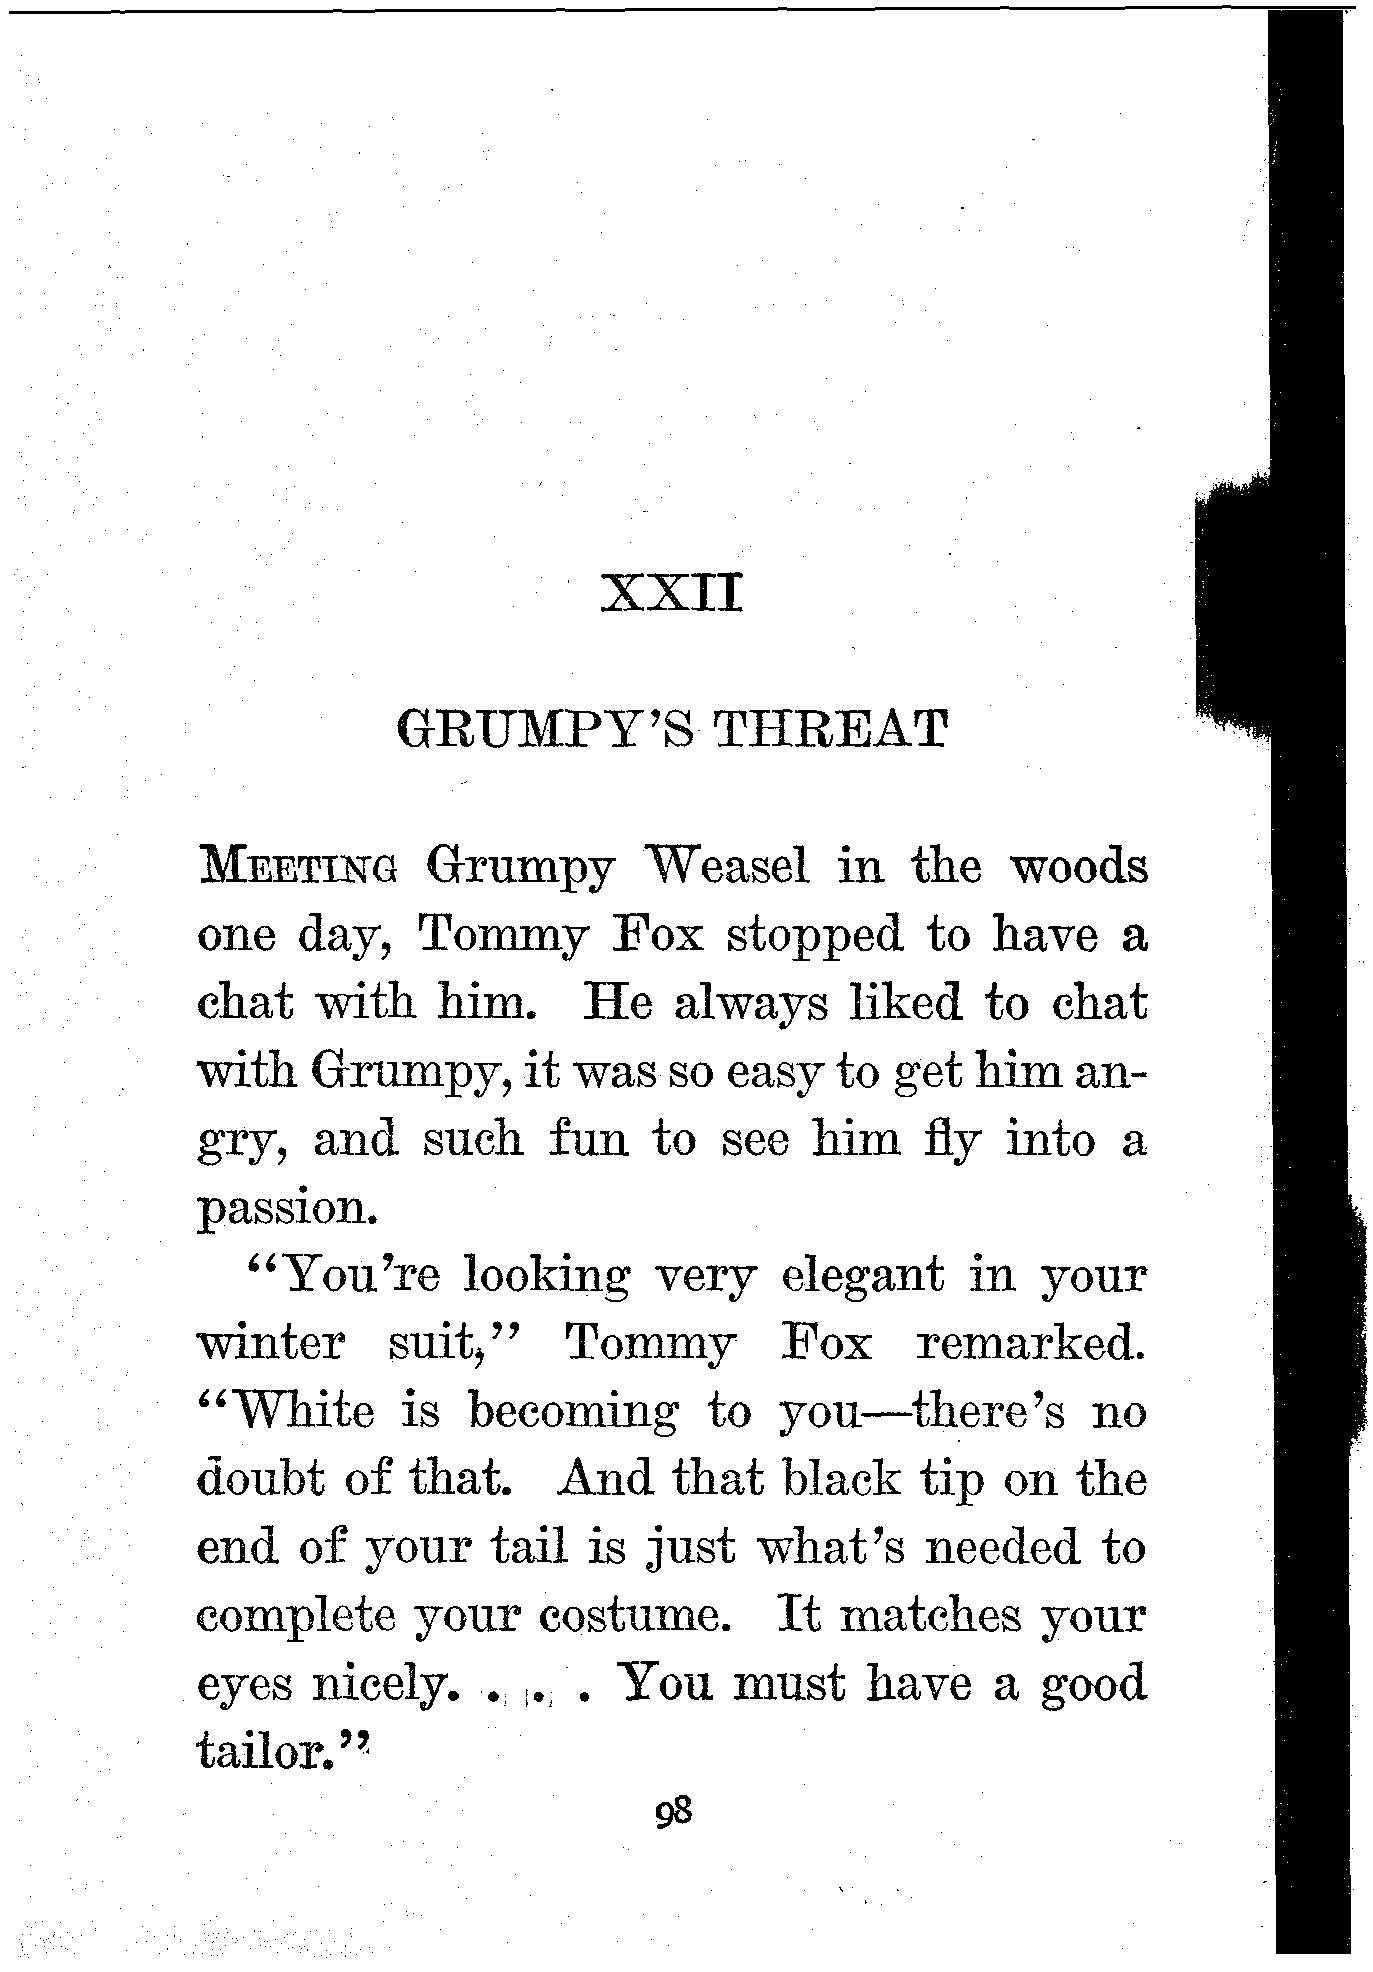 XXII
GRUMPY'S THREAT
MEETING Grumpy Weasel in the woods
one day, Tommy Fox stopped to have a
chat with him. He always liked to chat
with Grumpy, it was so easy to get him an-
gry, and such fun to see him fly into a
passion.
"You're looking very elegant in your
winter suit," Tommy Fox remarked.
"White is becoming to you—there's no
doubt of that. And that black tip on the
end of your tail is just what's needed to
complete your costume. It matches your
eyes nicely. . . . You must have a good
tailor."
98